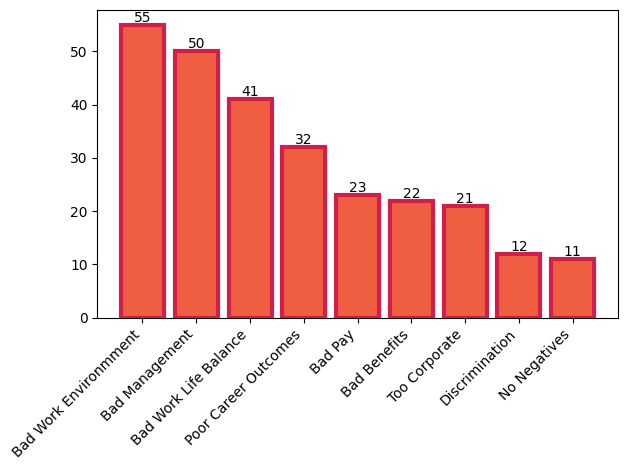 55
50
41
32
23
22
21
12
11
50
40
30
20
10
0
Bad Work Environmment
Bad Management
Bad Work Life Balance
Poor Career Outcomes
Bad Pay
Bad Benefits
Too Corporate
Discrimination
No Negatives